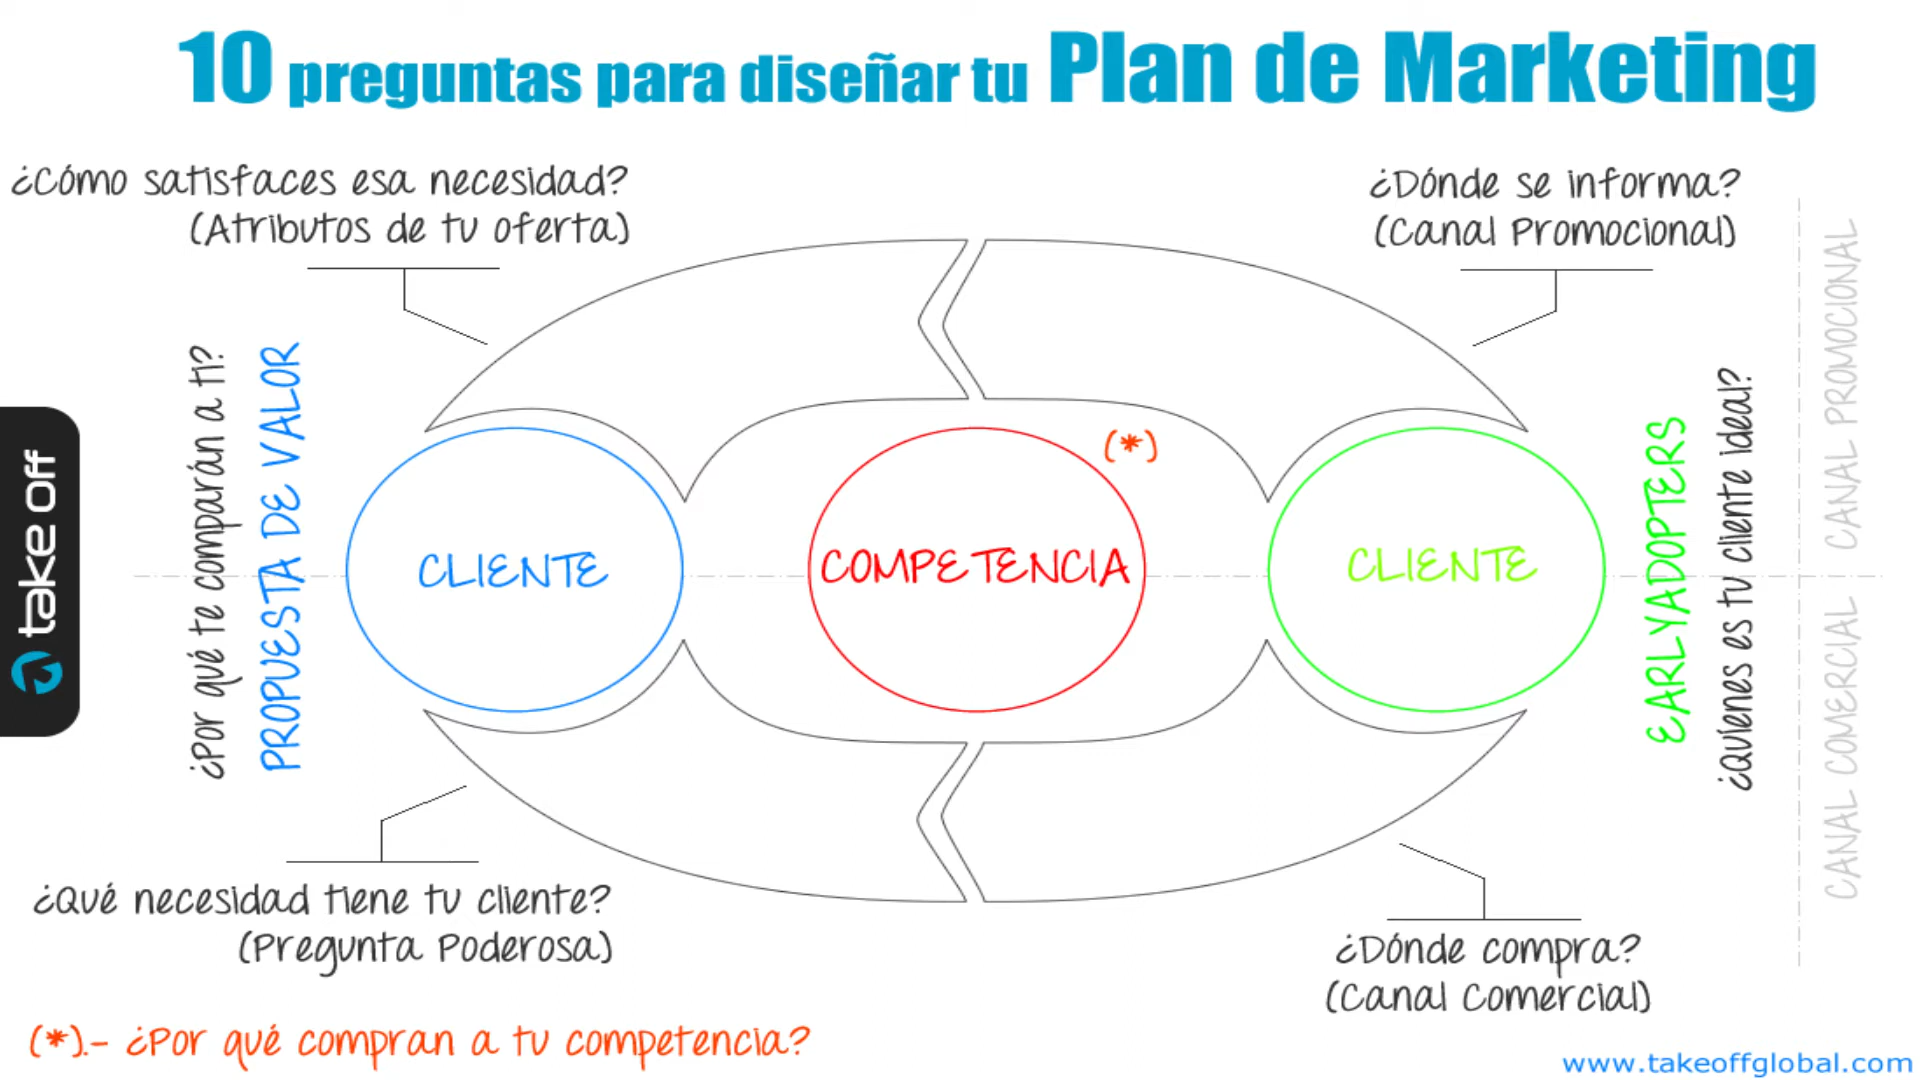 10 preguntas para diseñar tu Plan de Marketing
¿Cómo satisfaces esa necesidad?
(Atributos de tu oferta)
¿Dónde se informa?
(Canal Promocional)
¿Por qué te comparán a ti?
PROPUESTA DE VALOR
take off
(*)
CLIENTE
COMPETENCIA
CLIENTE
EARLYADOPTERS
¿Quienes es tu cliente ideal?
CANAL PROMOCIONAL
CANAL COMERCIAL
¿Qué necesidad tiene tu cliente?
(Pregunta Poderosa)
¿Dónde compra?
(Canal Comercial)
(*).- ¿Por qué compran a tu competencia?
www.takeoffglobal.com